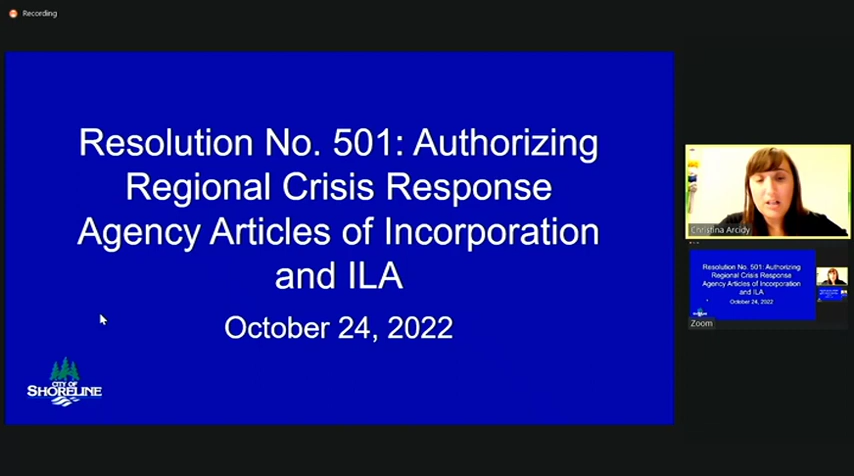 Recording
Resolution No. 501: Authorizing
Regional Crisis Response
Agency Articles of Incorporation
and ILA
October 24, 2022
CITY OF
SHORELINE
Christina Arcidy
Resolution No. 501: Authorizing
Regional Crisis Response
Agency Articles of Incorporation
and ILA
October 24, 2022
Zoom